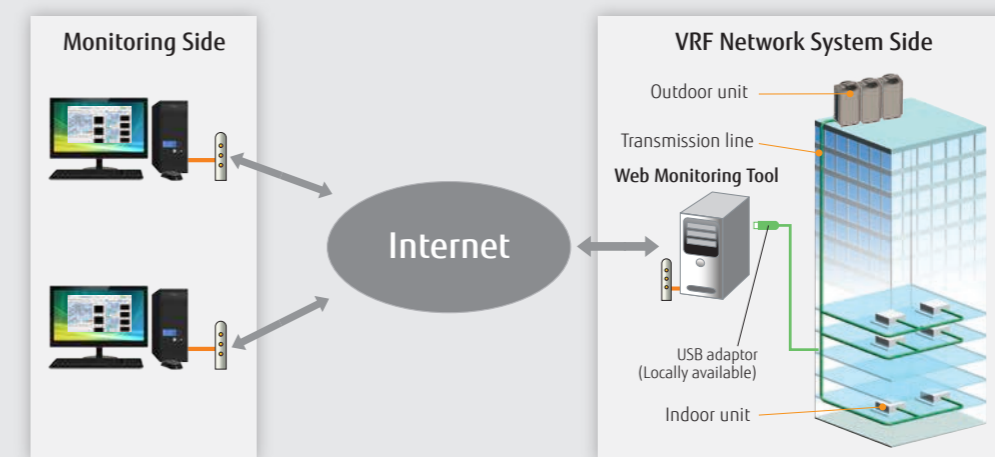 Monitoring Side
VRF Network System Side
Outdoor unit
Transmission line
Web Monitoring Tool
Internet
USB adaptor
(Locally available)
Indoor unit